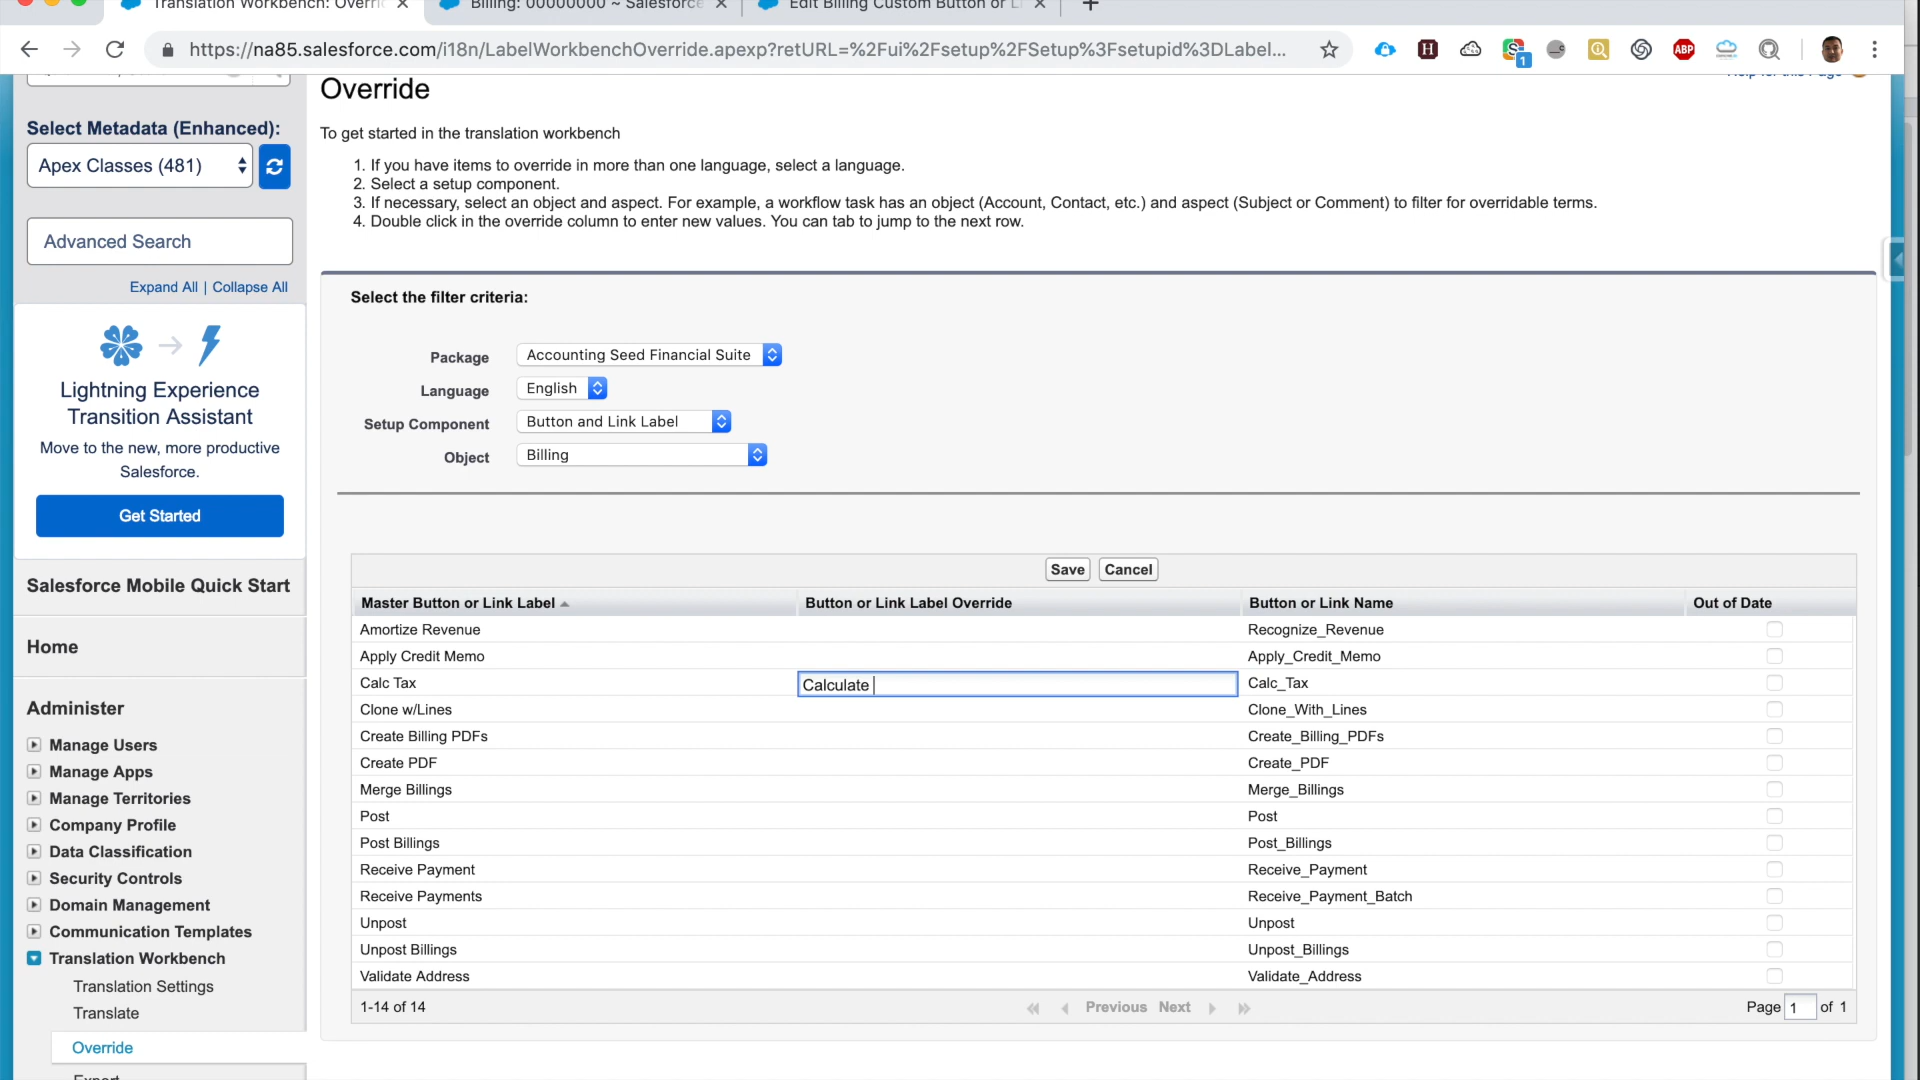 Translation Workbench: Overri
Billing: 00000000 ~ Salesforce
Edit Billing Custom Button or Li
https://na85.salesforce.com/i18n/LabelWorkbenchOverride.apexp?retURL=%2Fui%2Fsetup%2FSetup%3Fsetupid%3DLabel...
1
ABP
Help for this Page
Override
To get started in the translation workbench
1. If you have items to override in more than one language, select a language.
2. Select a setup component.
3. If necessary, select an object and aspect. For example, a workflow task has an object (Account, Contact, etc.) and aspect (Subject or Comment) to filter for overridable terms.
4. Double click in the override column to enter new values. You can tab to jump to the next row.
Select Metadata (Enhanced):
Apex Classes (481)
Advanced Search
Expand All | Collapse All
Lightning Experience
Transition Assistant
Move to the new, more productive
Salesforce.
Get Started
Salesforce Mobile Quick Start
Home
Administer
Manage Users
Manage Apps
Manage Territories
Company Profile
Data Classification
Security Controls
Domain Management
Communication Templates
Translation Workbench
Translation Settings
Translate
Override
Export
Select the filter criteria:
Package Accounting Seed Financial Suite
Language English
Setup Component Button and Link Label
Object Billing
Save Cancel
Master Button or Link Label Button or Link Label Override Button or Link Name Out of Date
Amortize Revenue Recognize_Revenue
Apply Credit Memo Apply_Credit_Memo
Calc Tax Calculate Calc_Tax
Clone w/Lines Clone_With_Lines
Create Billing PDFs Create_Billing_PDFs
Create PDF Create_PDF
Merge Billings Merge_Billings
Post Post
Post Billings Post_Billings
Receive Payment Receive_Payment
Receive Payments Receive_Payment_Batch
Unpost Unpost
Unpost Billings Unpost_Billings
Validate Address Validate_Address
1-14 of 14 Previous Next Page 1 of 1